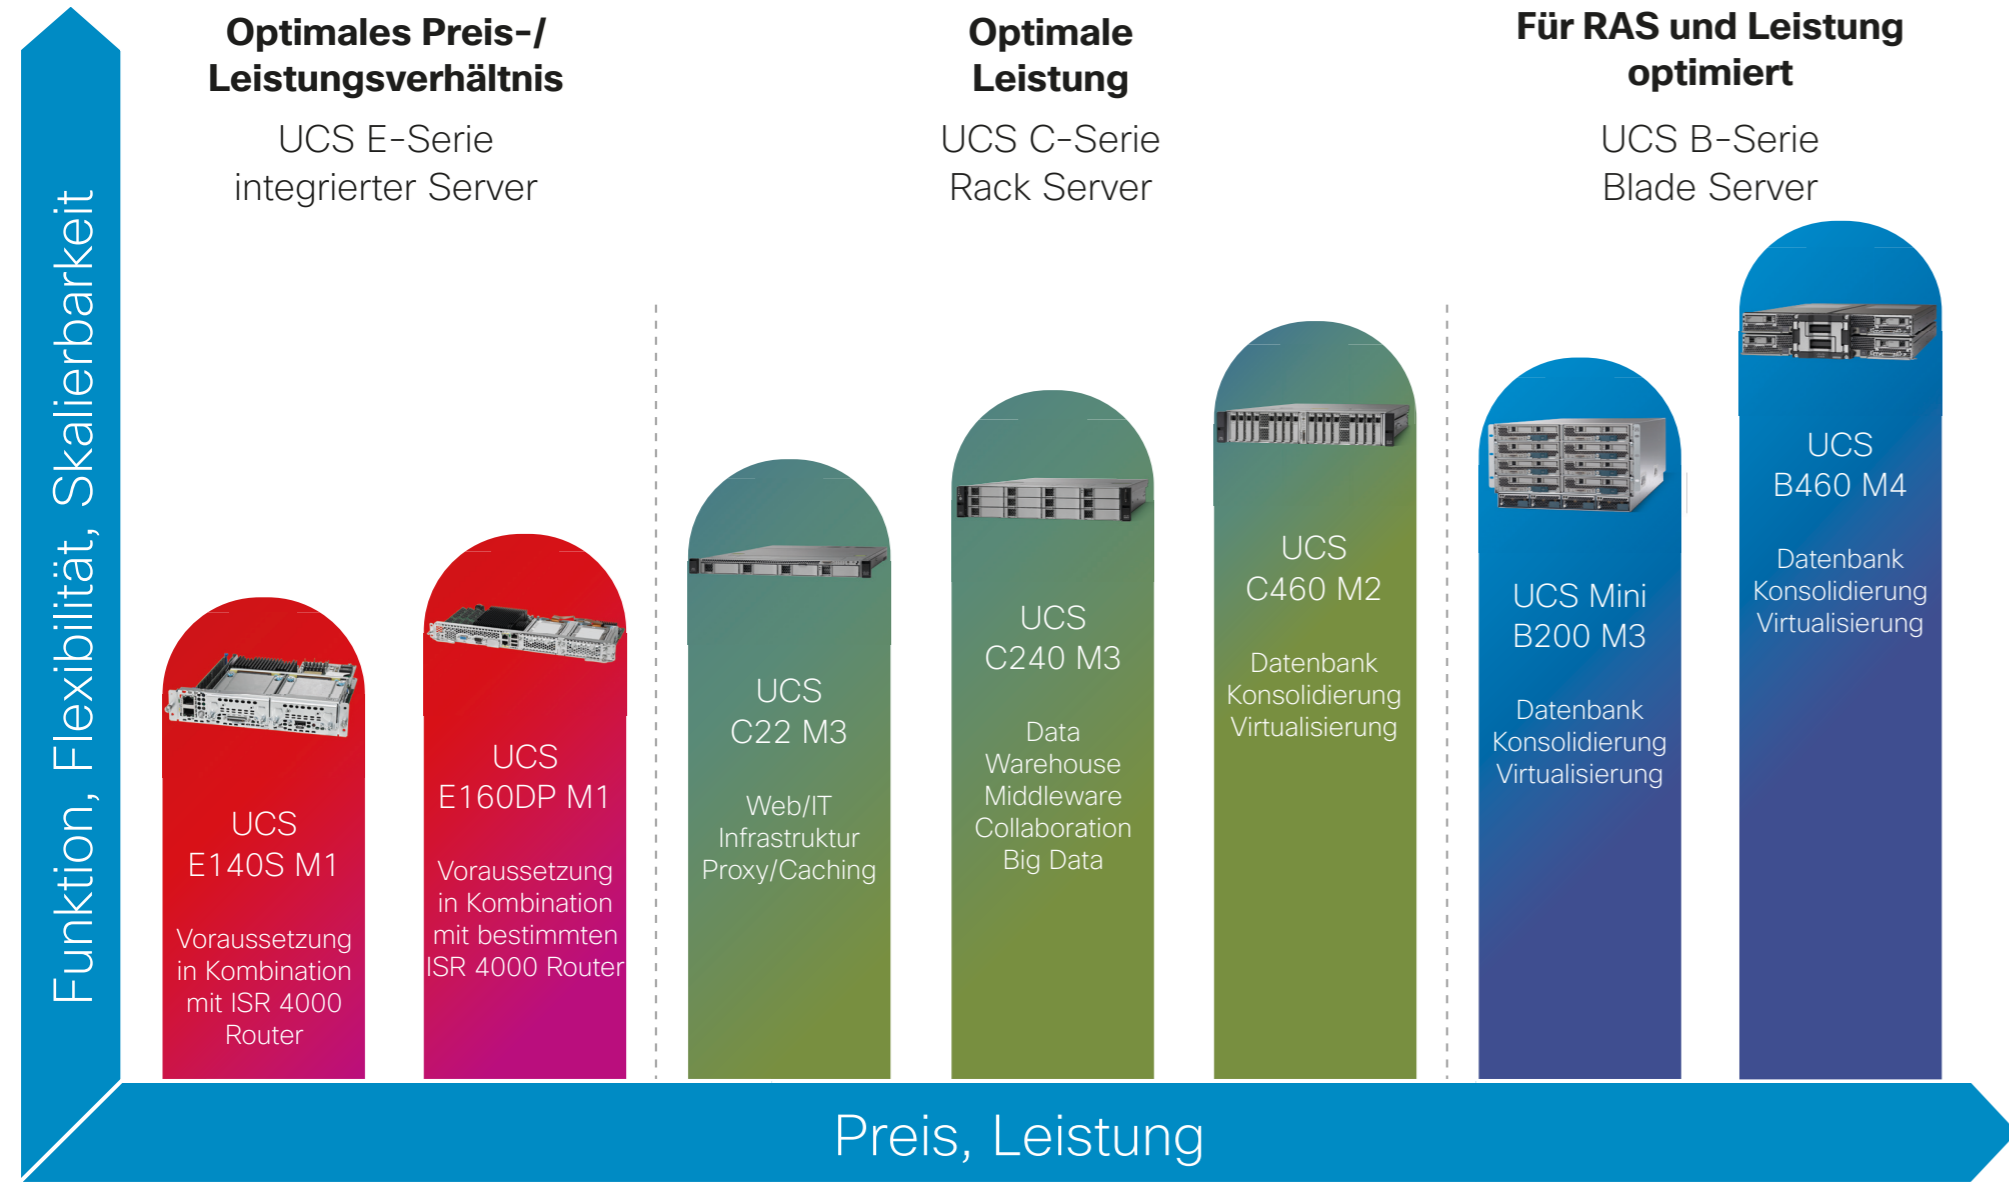 Optimales Preis-/
Leistungsverhältnis
UCS E-Serie
integrierter Server
Optimale
Leistung
UCS C-Serie
Rack Server
Für RAS und Leistung
optimiert
UCS B-Serie
Blade Server
Funktion, Flexibilität, Skalierbarkeit
UCS
E140S M1
Voraussetzung
in Kombination
mit ISR 4000
Router
UCS
E160DP M1
Voraussetzung
in Kombination
mit bestimmten
ISR 4000 Router
UCS
C22 M3
Web/IT
Infrastruktur
Proxy/Caching
UCS
C240 M3
Data
Warehouse
Middleware
Collaboration
Big Data
UCS
C460 M2
Datenbank
Konsolidierung
Virtualisierung
UCS Mini
B200 M3
Datenbank
Konsolidierung
Virtualisierung
UCS
B460 M4
Datenbank
Konsolidierung
Virtualisierung
Preis, Leistung